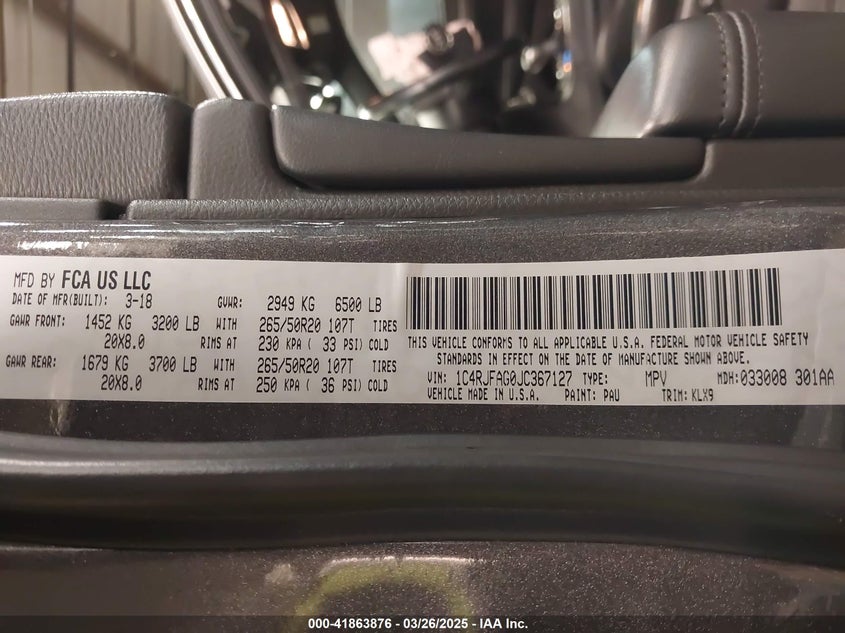 MFD BY FCA US LLC
DATE OF MFR(BUILT): 3-18 GVWR: 2949 KG 6500 LB
GAWR FRONT: 1452 KG 3200 LB WITH 265/50R20 107T TIRES
20X8.0 RIMS AT 230 KPA ( 33 PSI) COLD
GAWR REAR: 1679 KG 3700 LB WITH 265/50R20 107T TIRES
20X8.0 RIMS AT 250 KPA ( 36 PSI) COLD
THIS VEHICLE CONFORMS TO ALL APPLICABLE U.S.A. FEDERAL MOTOR VEHICLE SAFETY
STANDARDS IN EFFECT ON THE DATE OF MANUFACTURE SHOWN ABOVE.
VIN: 1C4RJFAG0JC367127 TYPE: MPV MDH: 033008 301AA
VEHICLE MADE IN U.S.A. PAINT: PAU TRIM: KLX9
000-41863876 - 03/26/2025 - IAA Inc.